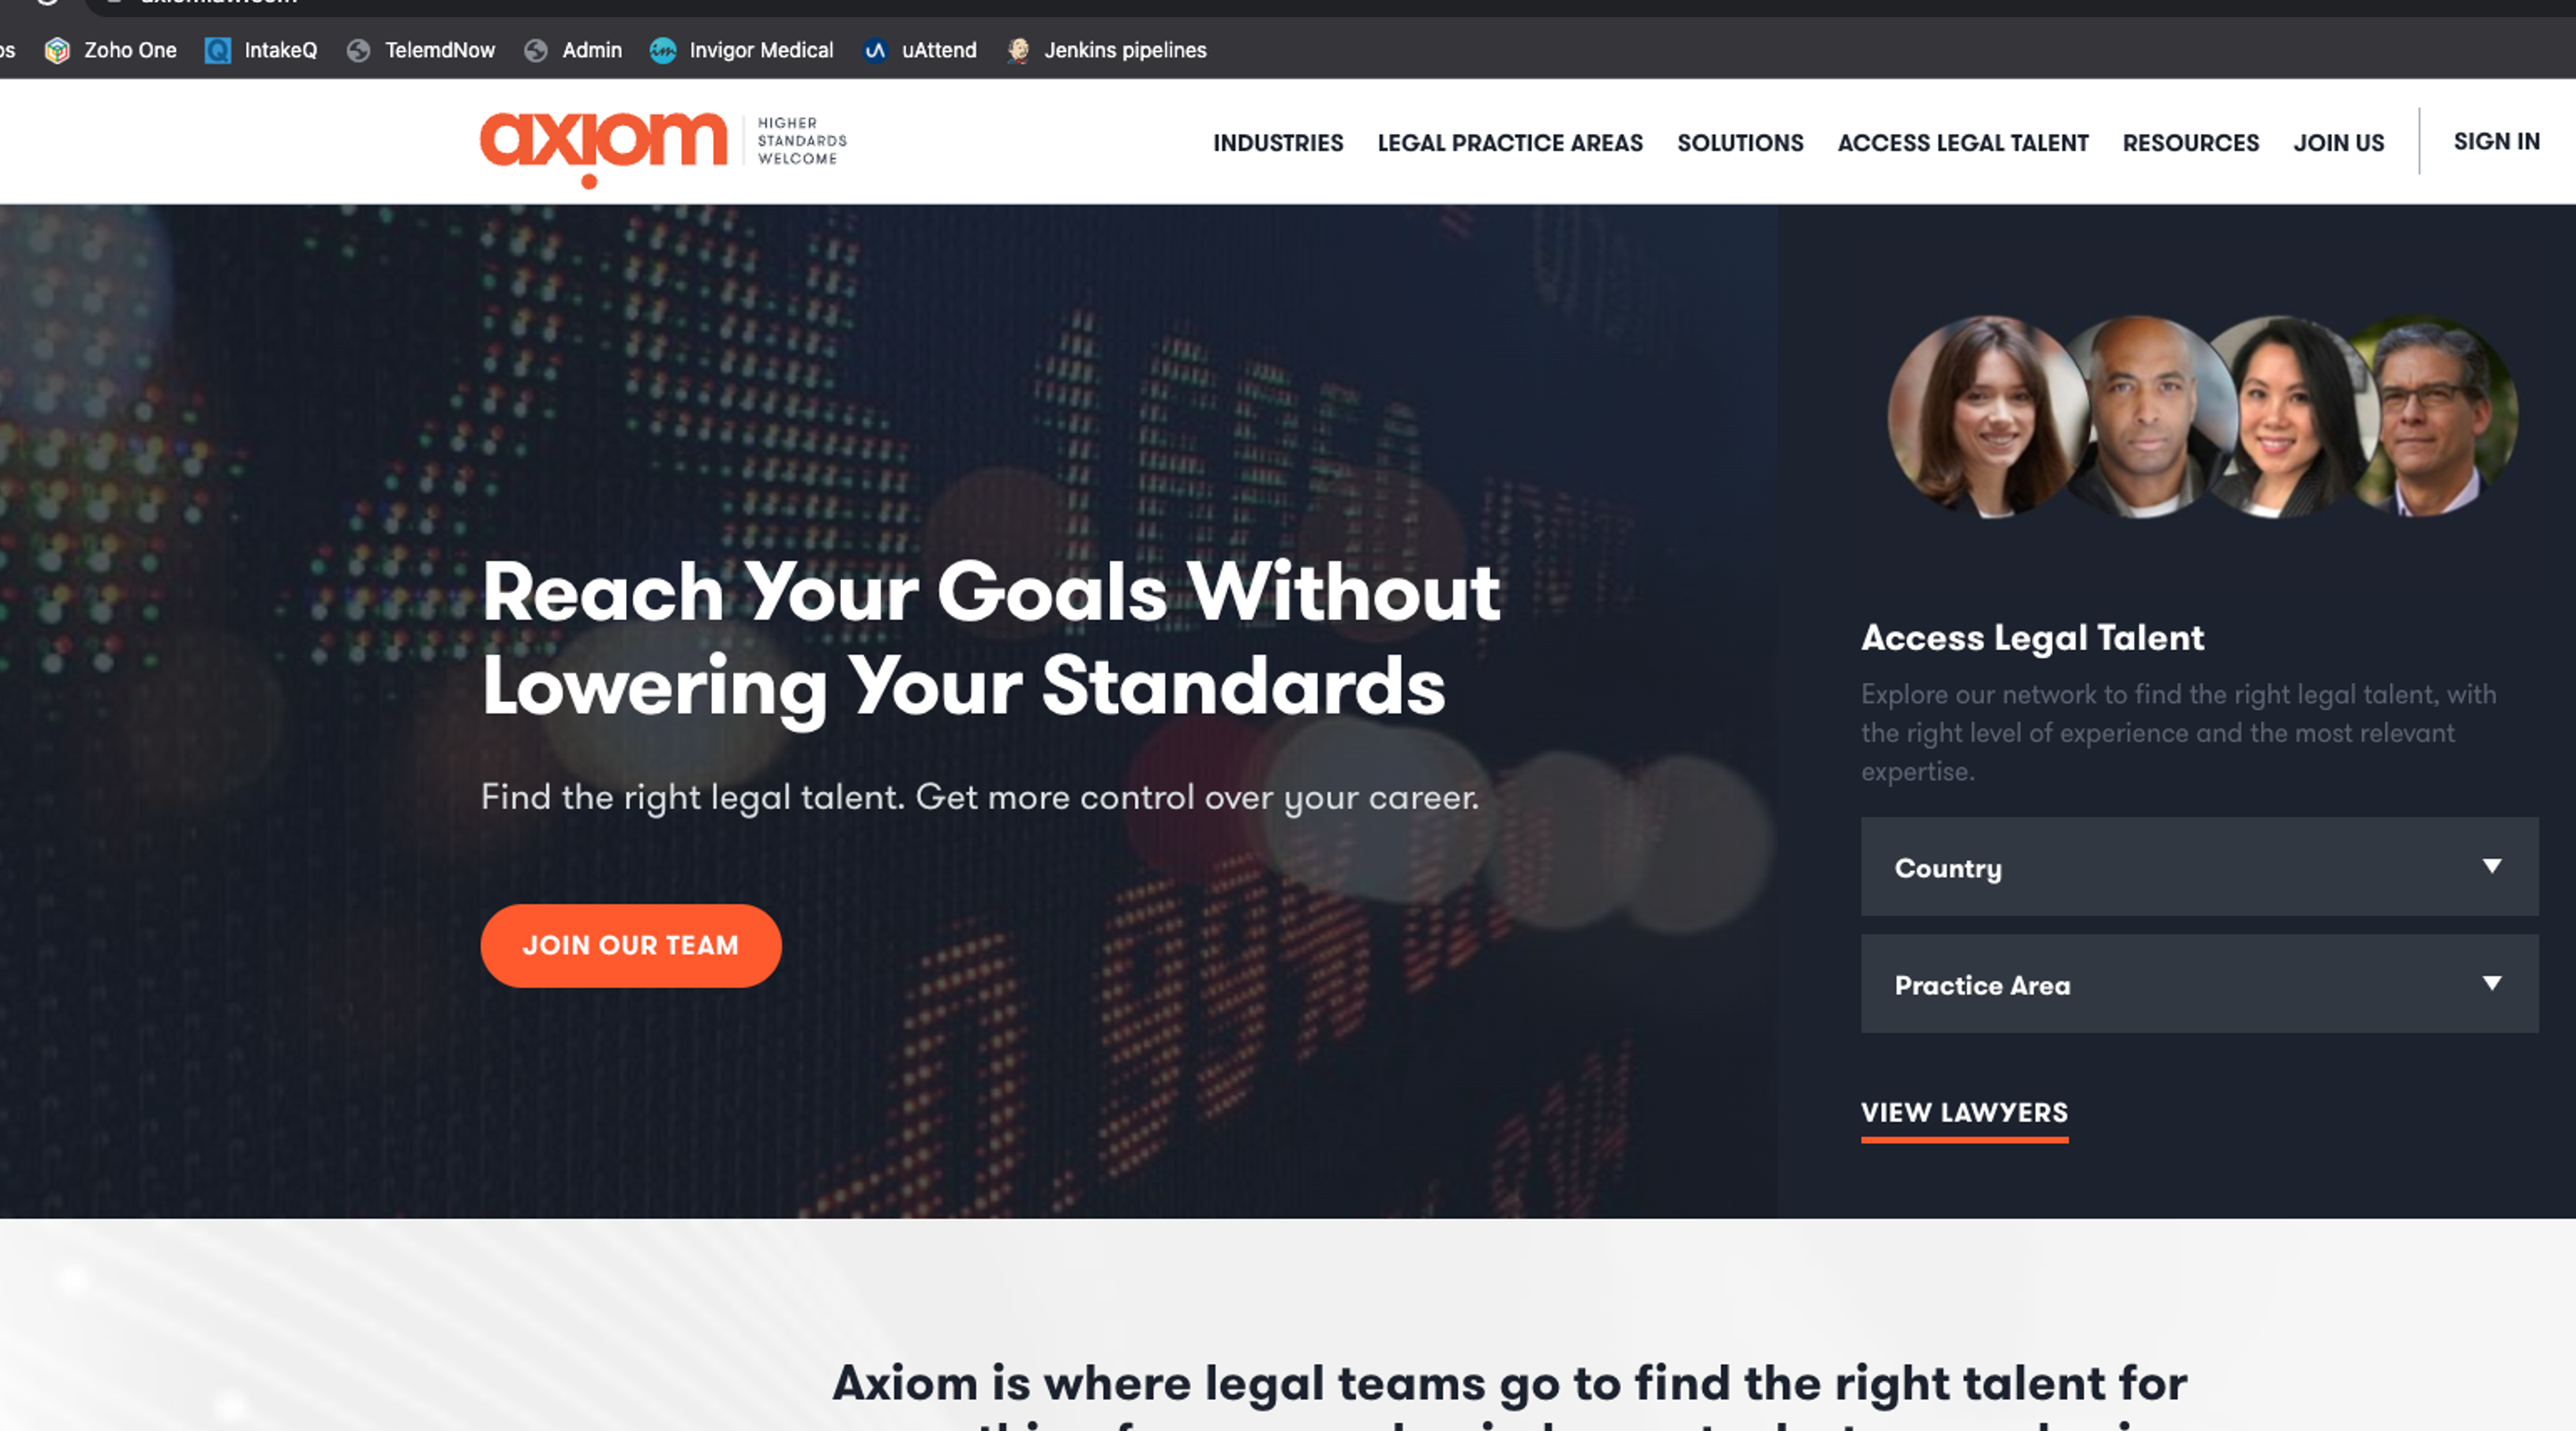 Zoho One IntakeQ TelemdNow Admin Invigor Medical uAttend Jenkins pipelines
axiom
HIGHER
STANDARDS
WELCOME
INDUSTRIES LEGAL PRACTICE AREAS SOLUTIONS ACCESS LEGAL TALENT RESOURCES JOIN US SIGN IN
Reach Your Goals Without
Lowering Your Standards
Find the right legal talent. Get more control over your career.
JOIN OUR TEAM
Access Legal Talent
Explore our network to find the right legal talent, with
the right level of experience and the most relevant
expertise.
Country
Practice Area
VIEW LAWYERS
Axiom is where legal teams go to find the right talent for